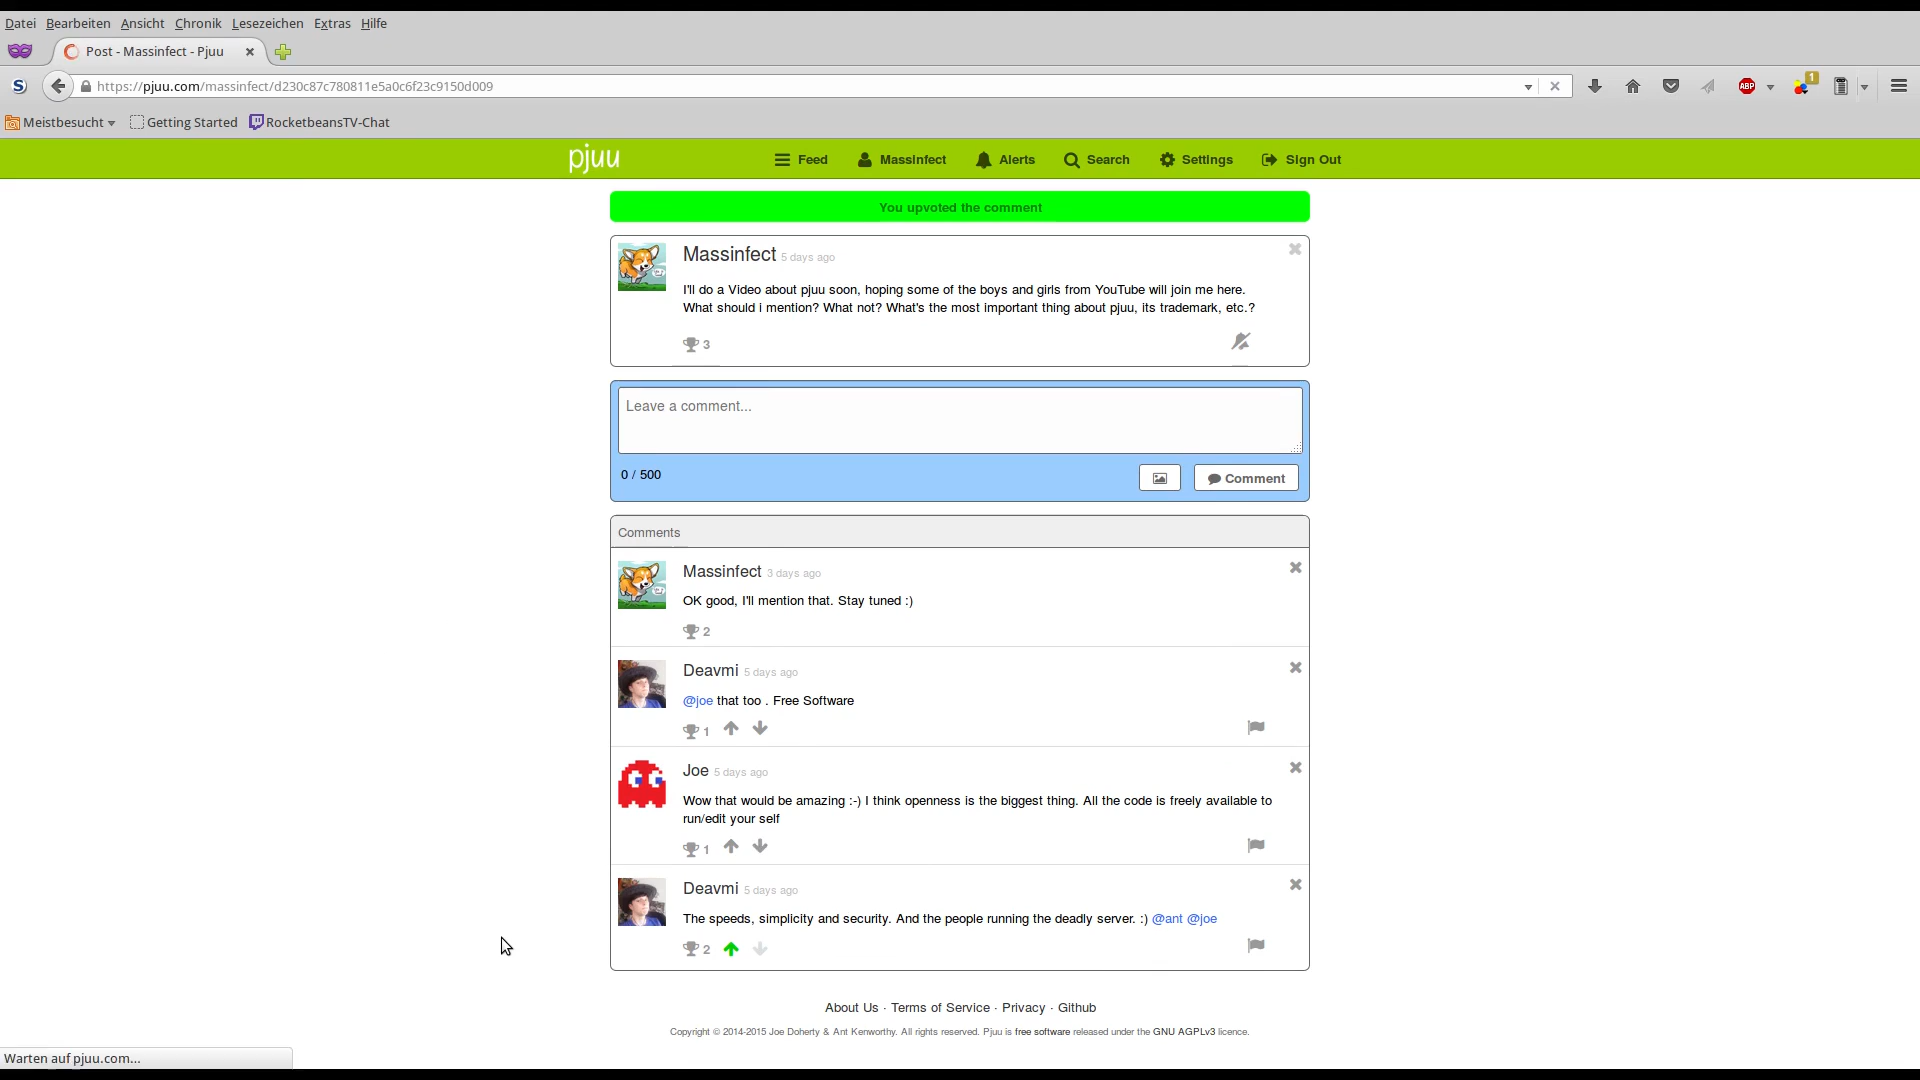 Datei Bearbeiten Ansicht Chronik Lesezeichen Extras Hilfe
Post - Massinfect - Pjuu
https://pjuu.com/massinfect/d230c87c780811e5a0c6f23c9150d009
ABP
1
Meistbesucht Getting Started RocketbeansTV-Chat
pjuu Feed Massinfect Alerts Search Settings Sign Out
You upvoted the comment
Massinfect 5 days ago
I'll do a Video about pjuu soon, hoping some of the boys and girls from YouTube will join me here.
What should i mention? What not? What's the most important thing about pjuu, its trademark, etc.?
3
Leave a comment...
0 / 500
Comment
Comments
Massinfect 3 days ago
OK good, I'll mention that. Stay tuned :)
2
Deavmi 5 days ago
@joe that too . Free Software
1
Joe 5 days ago
Wow that would be amazing :-) I think openness is the biggest thing. All the code is freely available to
run/edit your self
1
Deavmi 5 days ago
The speeds, simplicity and security. And the people running the deadly server. :) @ant @joe
2
About Us · Terms of Service · Privacy · Github
Copyright © 2014-2015 Joe Doherty & Ant Kenworthy. All rights reserved. Pjuu is free software released under the GNU AGPLv3 licence.
Warten auf pjuu.com...